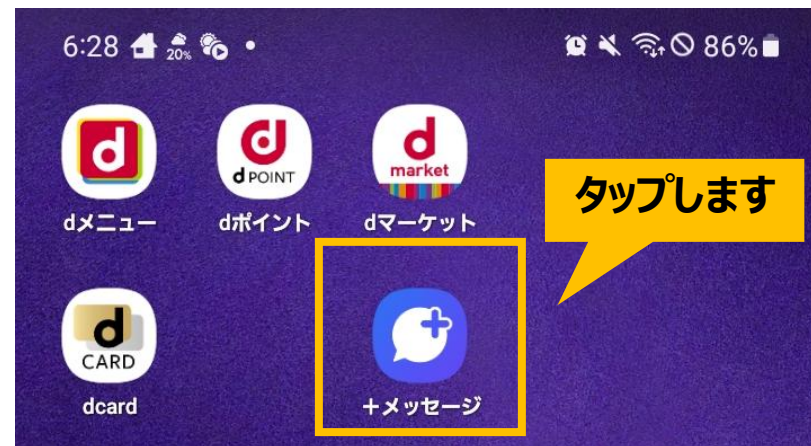 6:28 20% 86%
d d d
d POINT market
タップします
dメニュー dポイント dマーケット
d
CARD
dcard ＋メッセージ